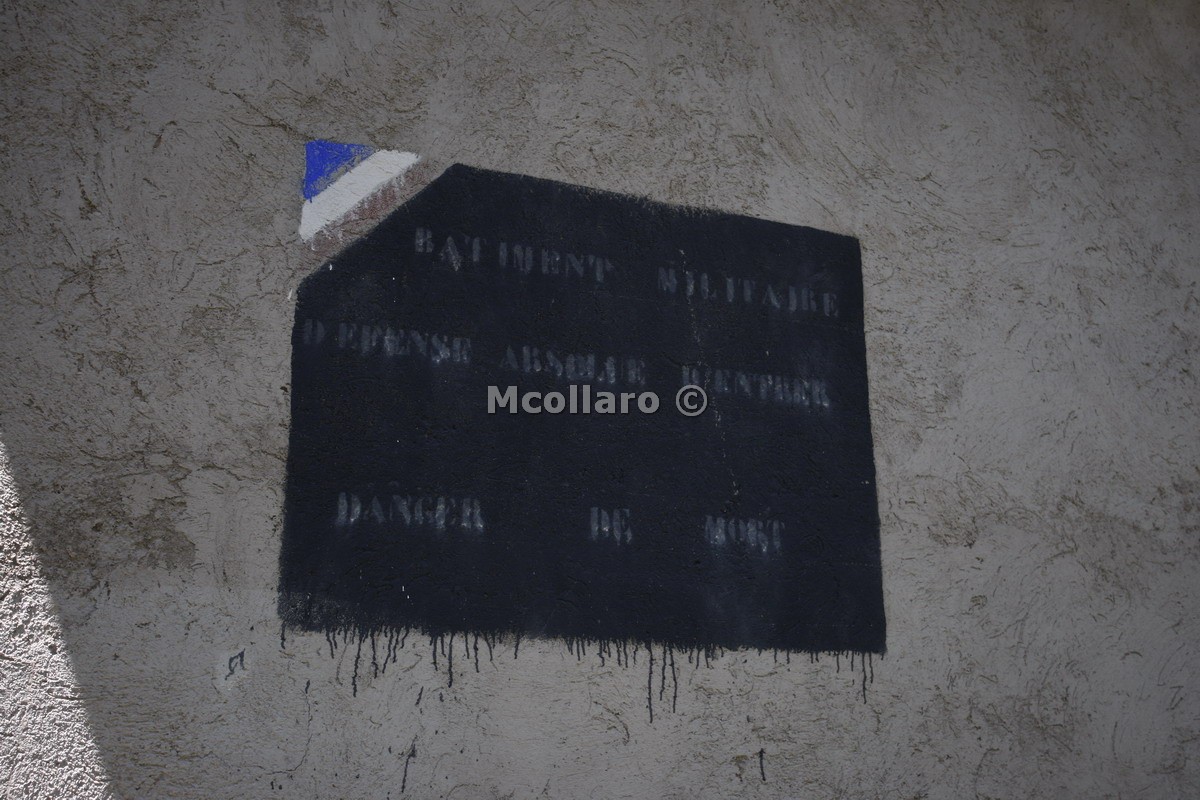 BATIMENT MILITAIRE
DEFENSE ABSOLUE D'ENTRER
Mcollaro ©
DANGER DE MORT